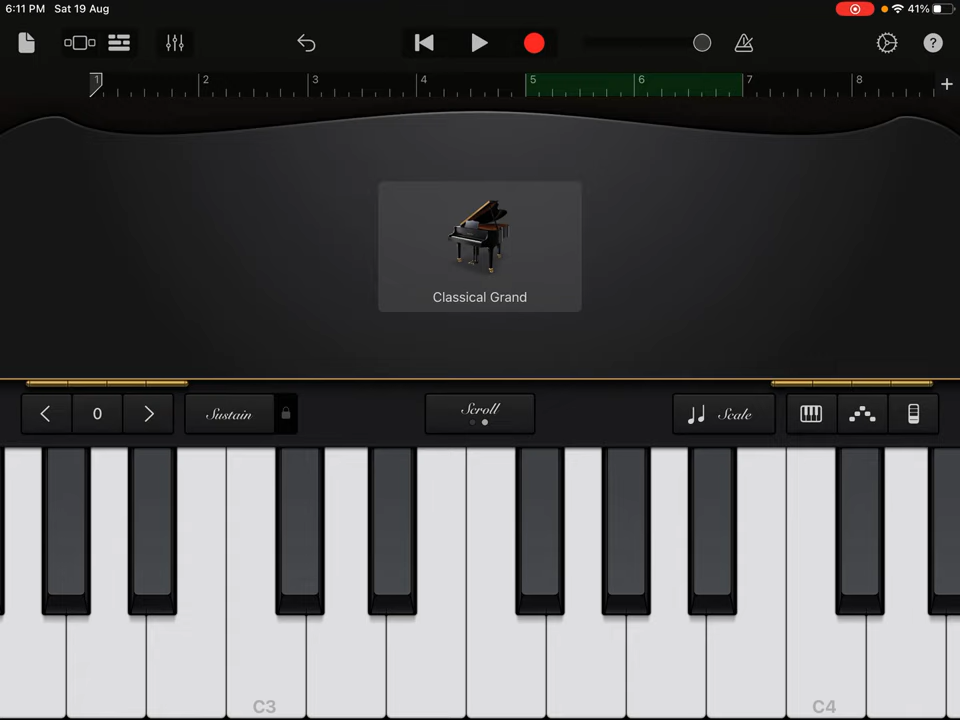 6:11 PM Sat 19 Aug 41%
?
1 2 3 4 5 6 7 8 +
Classical Grand
0 Sustain Scroll Scale
C3 C4